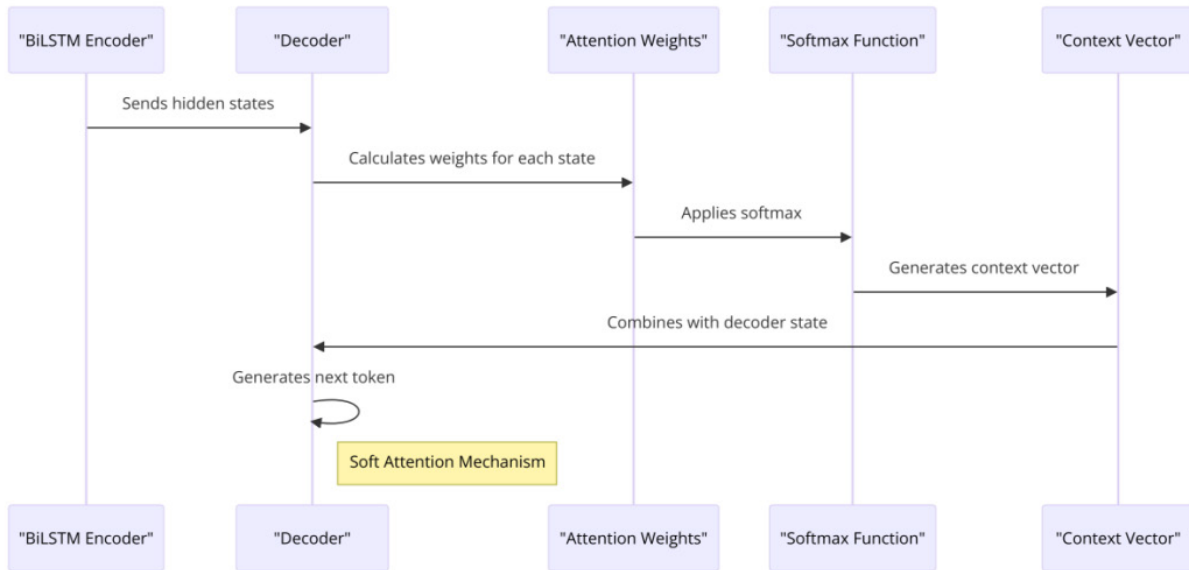 "BiLSTM Encoder"
"Decoder"
"Attention Weights"
"Softmax Function"
"Context Vector"
Sends hidden states
Calculates weights for each state
Applies softmax
Generates context vector
Combines with decoder state
Generates next token
Soft Attention Mechanism
"BiLSTM Encoder"
"Decoder"
"Attention Weights"
"Softmax Function"
"Context Vector"